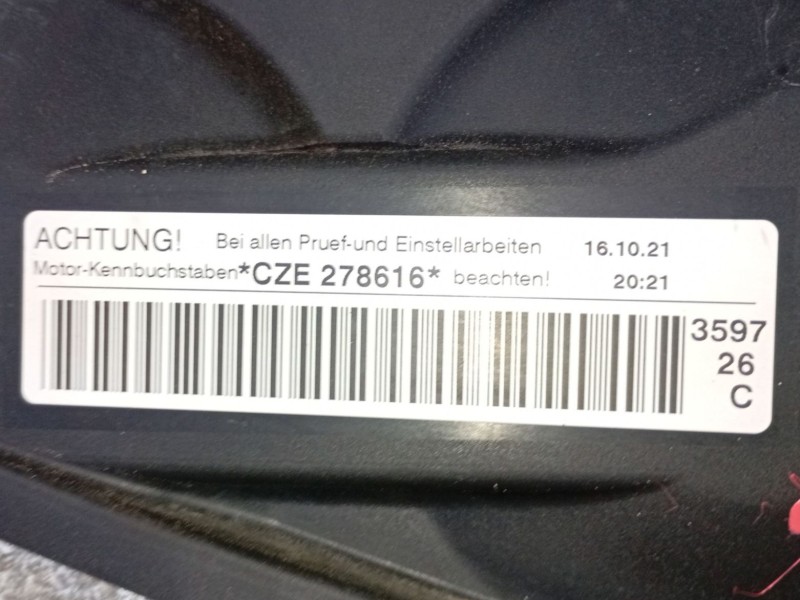 ACHTUNG! Bei allen Pruef-und Einstellarbeiten 16.10.21
Motor-Kennbuchstaben *CZE 278616* beachten! 20:21
3597
26
C